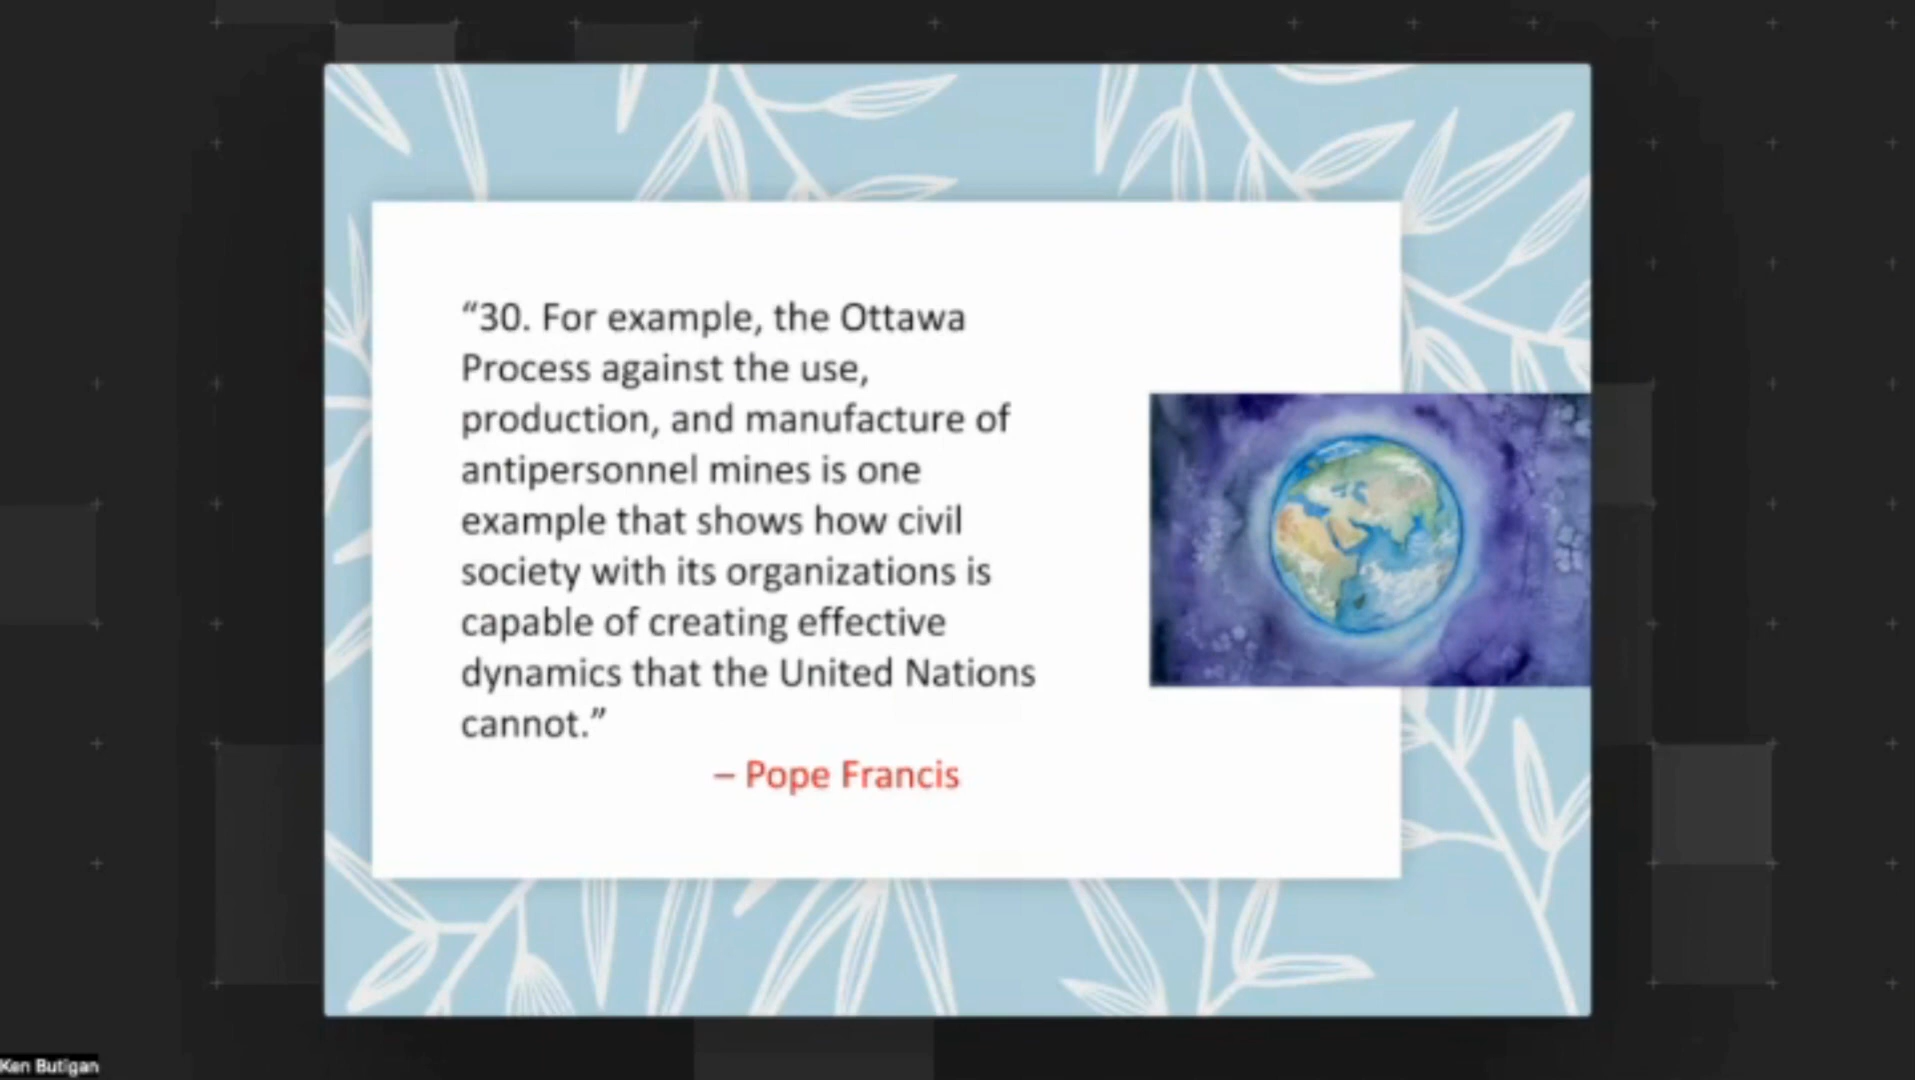 “30. For example, the Ottawa
Process against the use,
production, and manufacture of
antipersonnel mines is one
example that shows how civil
society with its organizations is
capable of creating effective
dynamics that the United Nations
cannot.”
– Pope Francis
Ken Butigan